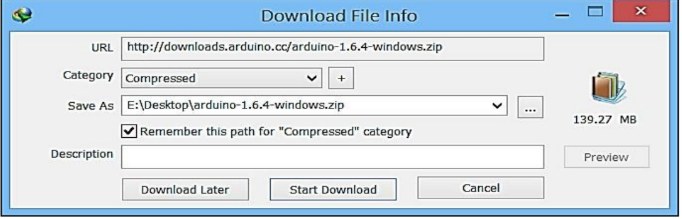 Download File Info
URL http://downloads.arduino.cc/arduino-1.6.4-windows.zip
Category Compressed +
Save As E:\Desktop\arduino-1.6.4-windows.zip ...
139.27 MB
Remember this path for "Compressed" category
Description Preview
Download Later Start Download Cancel